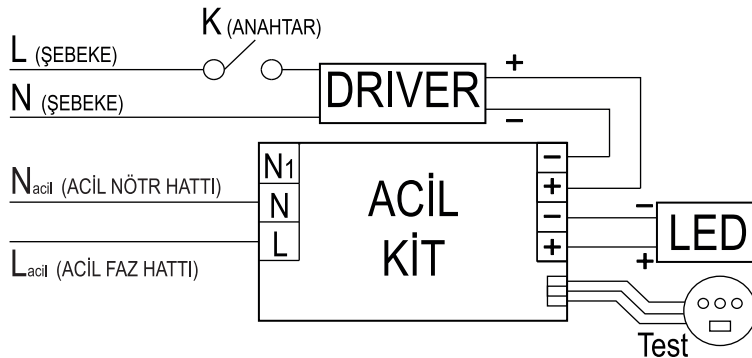 K (ANAHTAR)
L (ŞEBEKE)
N (ŞEBEKE)
DRIVER
+
–
Nacil (ACİL NÖTR HATTI)
Lacil (ACİL FAZ HATTI)
N1
N
L
ACİL
KİT
–
+
–
+
–
+
LED
Test